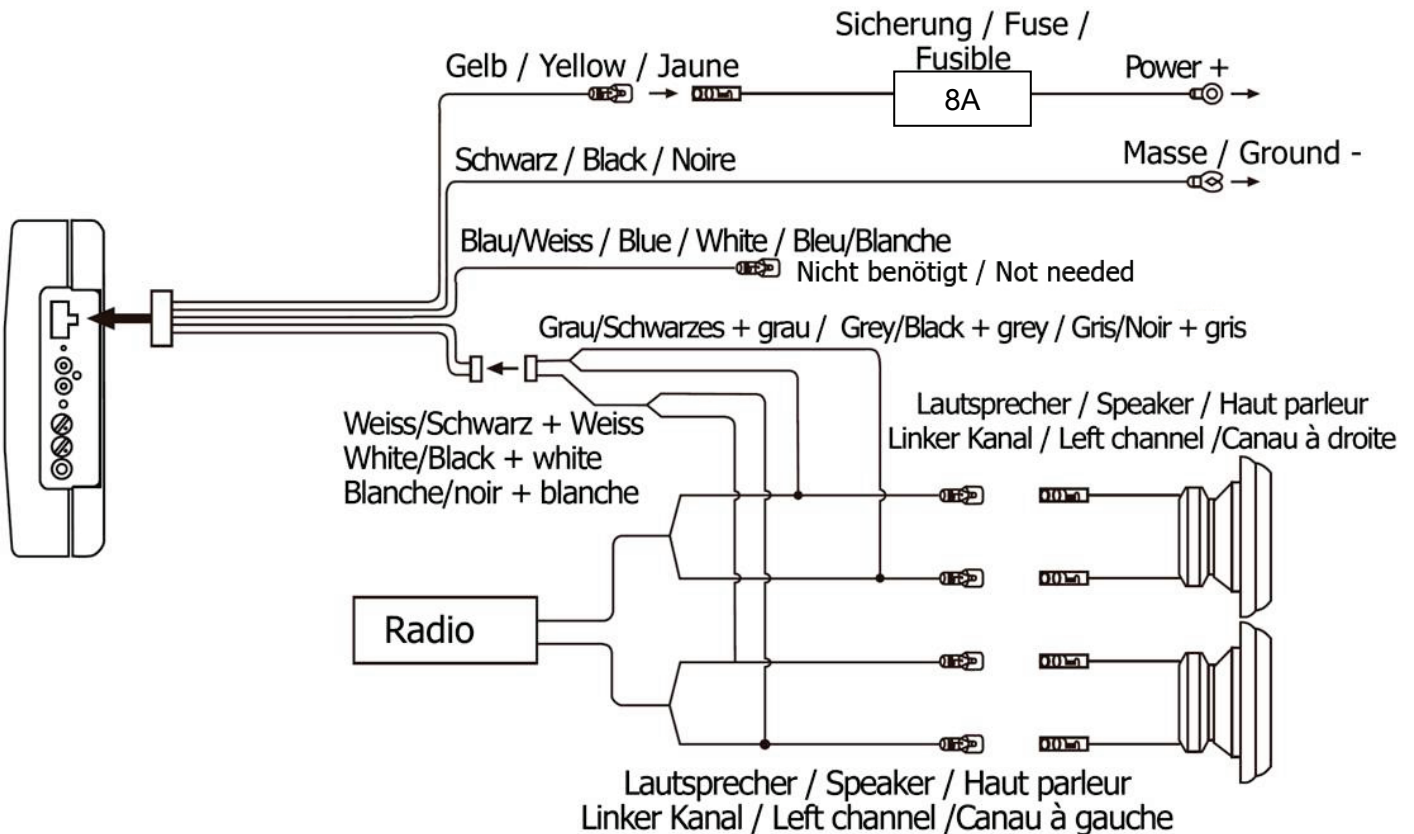 Sicherung / Fuse /
Fusible
Gelb / Yellow / Jaune
8A
Power +
Schwarz / Black / Noire
Masse / Ground -
Blau/Weiss / Blue / White / Bleu/Blanche
Nicht benötigt / Not needed
Grau/Schwarzes + grau / Grey/Black + grey / Gris/Noir + gris
Weiss/Schwarz + Weiss
White/Black + white
Blanche/noir + blanche
Lautsprecher / Speaker / Haut parleur
Linker Kanal / Left channel /Canau à droite
Radio
Lautsprecher / Speaker / Haut parleur
Linker Kanal / Left channel /Canau à gauche